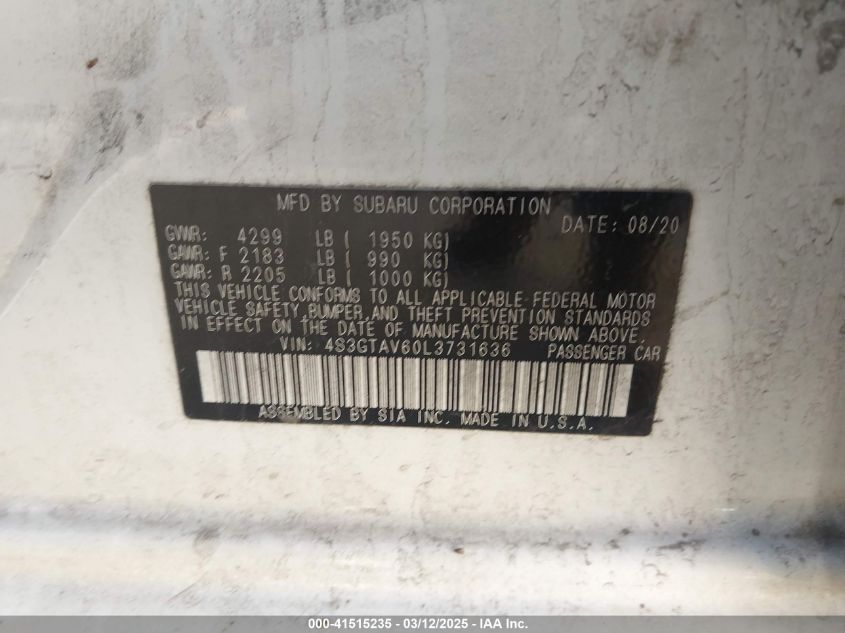 MFD BY SUBARU CORPORATION
DATE: 08/20
GVWR: 4299 LB ( 1950 KG)
GAWR: F 2183 LB ( 990 KG)
GAWR: R 2205 LB ( 1000 KG)
THIS VEHICLE CONFORMS TO ALL APPLICABLE FEDERAL MOTOR
VEHICLE SAFETY, BUMPER, AND THEFT PREVENTION STANDARDS
IN EFFECT ON THE DATE OF MANUFACTURE SHOWN ABOVE.
VIN: 4S3GTAV60L3731636 PASSENGER CAR
ASSEMBLED BY SIA INC. MADE IN U.S.A.
000-41515235 - 03/12/2025 - IAA Inc.